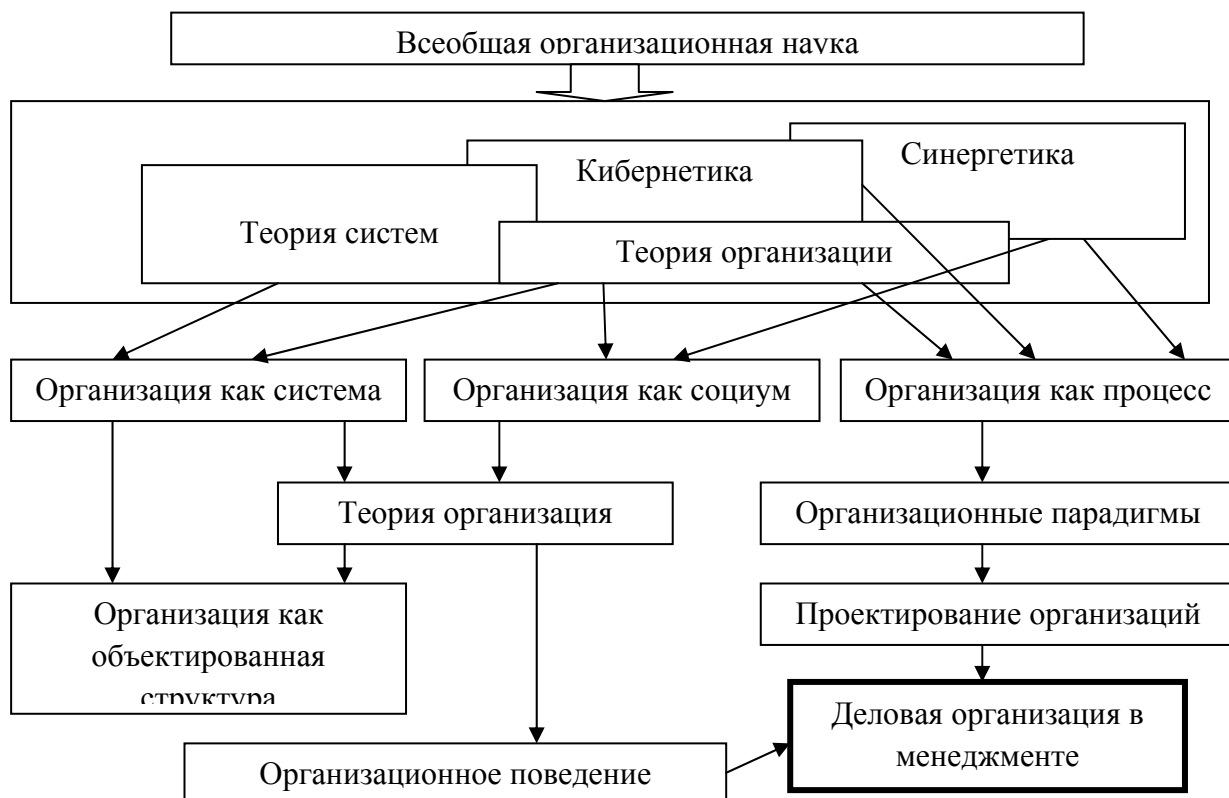 Всеобщая организационная наука
Синергетика
Кибернетика
Теория систем
Теория организации
Организация как система
Организация как социум
Организация как процесс
Теория организация
Организационные парадигмы
Организация как
объектированная
структура
Проектирование организаций
Деловая организация в
менеджменте
Организационное поведение